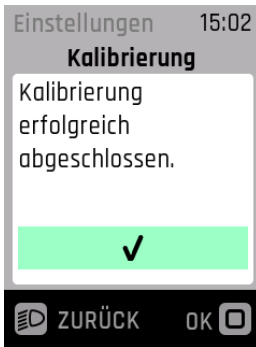 Einstellungen 15:02
Kalibrierung
Kalibrierung
erfolgreich
abgeschlossen.
ZURÜCK OK